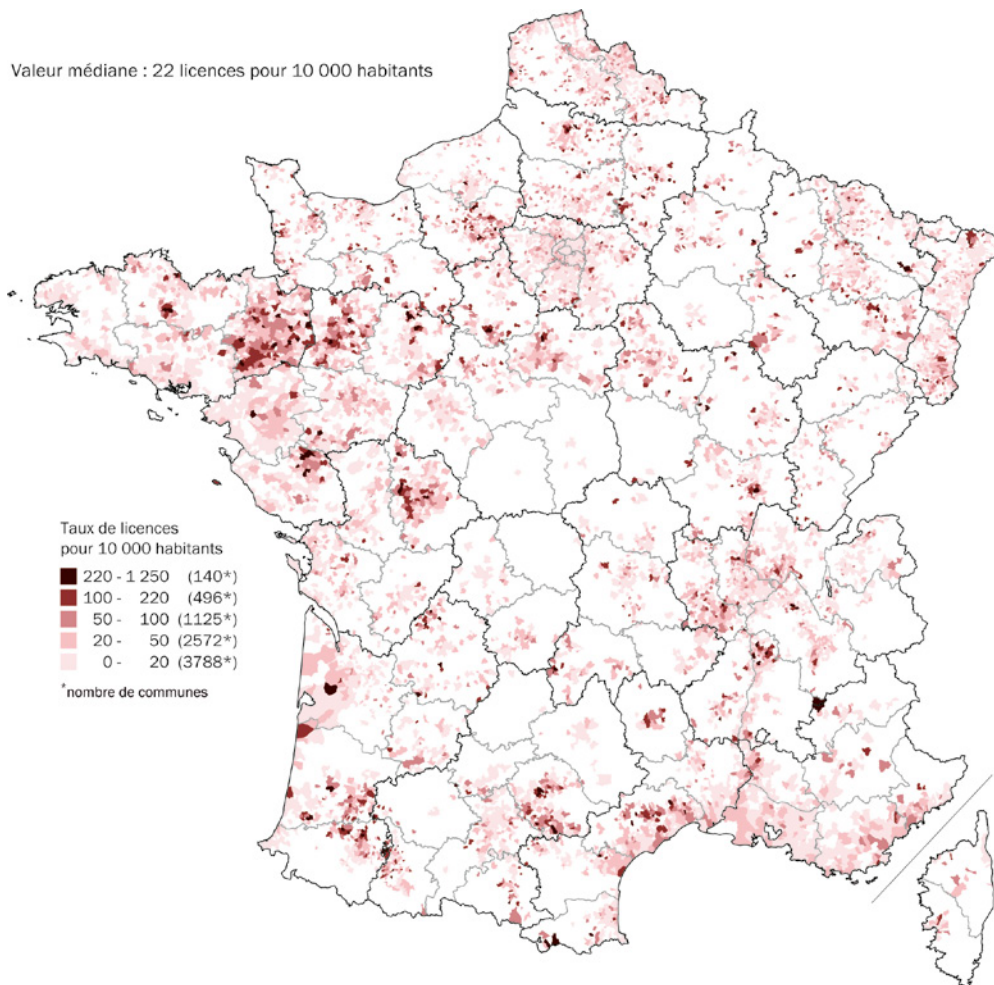 Valeur médiane : 22 licences pour 10 000 habitants
Taux de licences
pour 10 000 habitants
220 - 1 250 (140*)
100 - 220 (496*)
50 - 100 (1125*)
20 - 50 (2572*)
0 - 20 (3788*)
*nombre de communes